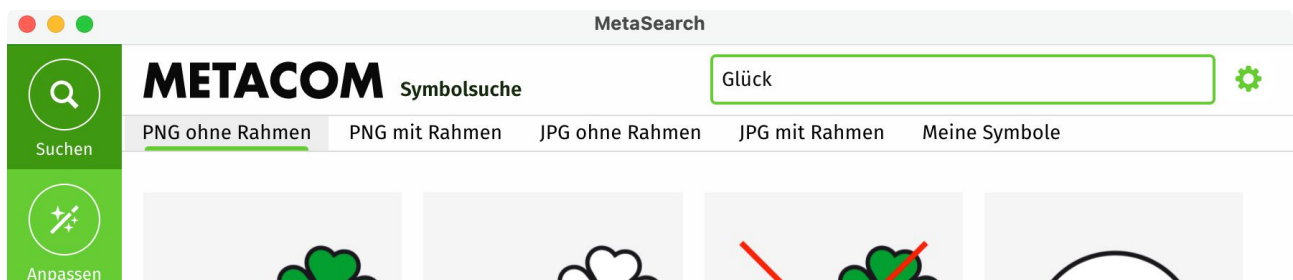 MetaSearch
METACOM Symbolsuche
Glück
Suchen
PNG ohne Rahmen PNG mit Rahmen JPG ohne Rahmen JPG mit Rahmen Meine Symbole
Anpassen